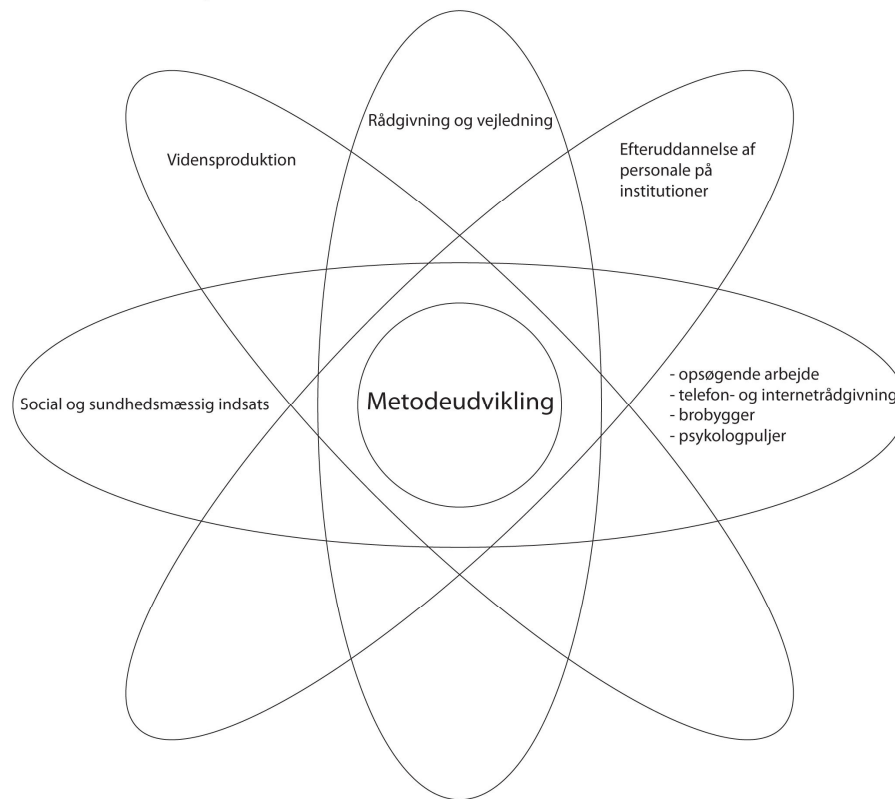 Rådgivning og vejledning
Vidensproduktion
Efteruddannelse af
personale på
institutioner
Social og sundhedsmæssig indsats
Metodeudvikling
- opsøgende arbejde
- telefon- og internetrådgivning
- brobygger
- psykologpuljer